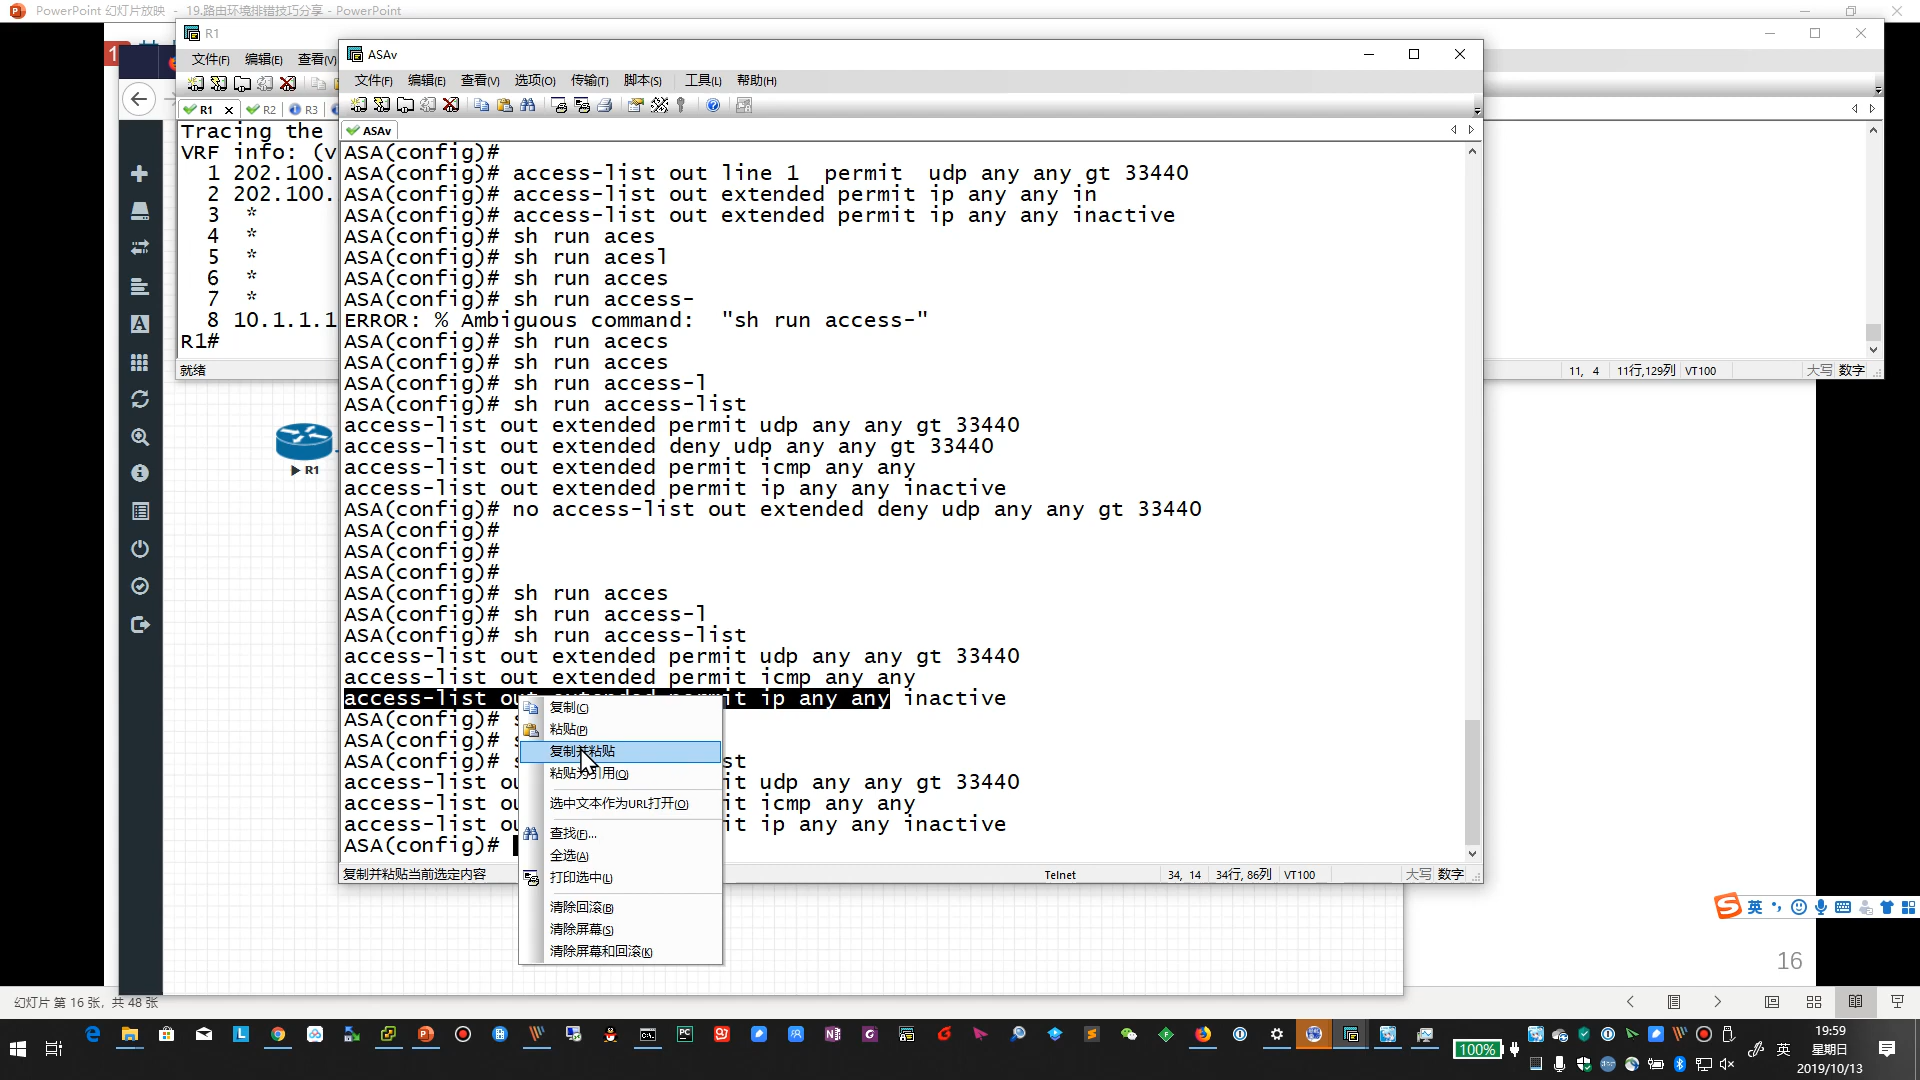 PowerPoint 幻灯片放映 - 19.路由环境排错技巧分享 - PowerPoint
R1
文件(F) 编辑(E) 查看(V)
R1 R2 R3
Tracing the
VRF info: (v
1 202.100.
2 202.100.
3 *
4 *
5 *
6 *
7 *
8 10.1.1.1
R1#
就绪
11, 4 11行,129列 VT100 大写 数字
R1
ASAv
文件(F) 编辑(E) 查看(V) 选项(O) 传输(T) 脚本(S) 工具(L) 帮助(H)
ASAv
ASA(config)#
ASA(config)# access-list out line 1  permit  udp any any gt 33440
ASA(config)# access-list out extended permit ip any any in
ASA(config)# access-list out extended permit ip any any inactive
ASA(config)# sh run aces
ASA(config)# sh run acesl
ASA(config)# sh run acces
ASA(config)# sh run access-
ERROR: % Ambiguous command:  "sh run access-"
ASA(config)# sh run acecs
ASA(config)# sh run acces
ASA(config)# sh run access-l
ASA(config)# sh run access-list
access-list out extended permit udp any any gt 33440
access-list out extended deny udp any any gt 33440
access-list out extended permit icmp any any
access-list out extended permit ip any any inactive
ASA(config)# no access-list out extended deny udp any any gt 33440
ASA(config)#
ASA(config)#
ASA(config)#
ASA(config)# sh run acces
ASA(config)# sh run access-l
ASA(config)# sh run access-list
access-list out extended permit udp any any gt 33440
access-list out extended permit icmp any any
access-list out extended permit ip any any inactive
ASA(config)# s
ASA(config)# s
ASA(config)# s st
access-list ou it udp any any gt 33440
access-list ou it icmp any any
access-list ou it ip any any inactive
ASA(config)#
复制(C)
粘贴(P)
复制并粘贴
粘贴为引用(Q)
选中文本作为URL打开(O)
查找(F)...
全选(A)
打印选中(L)
清除回滚(B)
清除屏幕(S)
清除屏幕和回滚(K)
复制并粘贴当前选定内容 Telnet 34, 14 34行, 86列 VT100 大写 数字
英
16
幻灯片 第 16 张，共 48 张
100%
英
19:59
星期日
2019/10/13